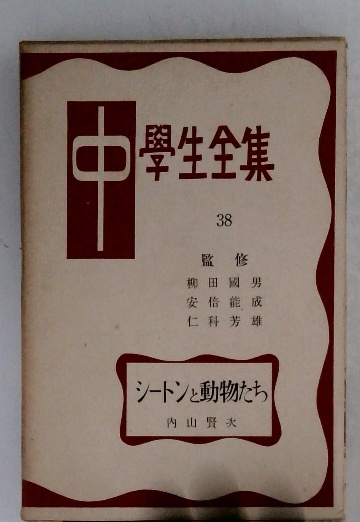 中學生全集
38
監修
柳田國男
安倍能成
仁科芳雄
シートンと動物たち
内山賢次